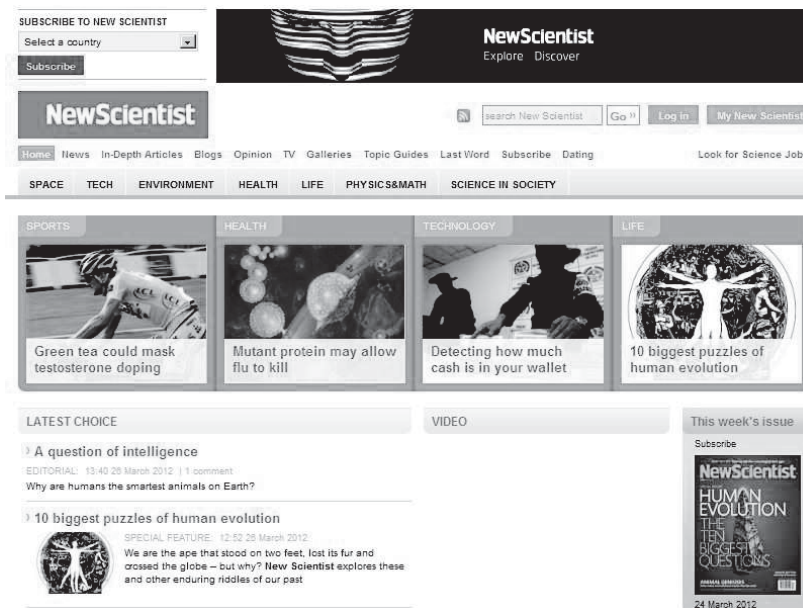 SUBSCRIBE TO NEW SCIENTIST
Select a country
Subscribe
NewScientist
Explore Discover
NewScientist
search New Scientist
Go »
Log in
My New Scientist
Home News In-Depth Articles Blogs Opinion TV Galleries Topic Guides Last Word Subscribe Dating
Look for Science Job
SPACE TECH ENVIRONMENT HEALTH LIFE PHYSICS&MATH SCIENCE IN SOCIETY
SPORTS
Green tea could mask
testosterone doping
HEALTH
Mutant protein may allow
flu to kill
TECHNOLOGY
Detecting how much
cash is in your wallet
LIFE
10 biggest puzzles of
human evolution
LATEST CHOICE
› A question of intelligence
EDITORIAL: 13:40 26 March 2012 | 1 comment
Why are humans the smartest animals on Earth?
› 10 biggest puzzles of human evolution
SPECIAL FEATURE: 12:52 26 March 2012
We are the ape that stood on two feet, lost its fur and
crossed the globe – but why? New Scientist explores these
and other enduring riddles of our past
VIDEO
This week's issue
Subscribe
NewScientist
HUMAN
EVOLUTION
THE
TEN
BIGGEST
QUESTIONS
ANIMAL GENIUSES
24 March 2012